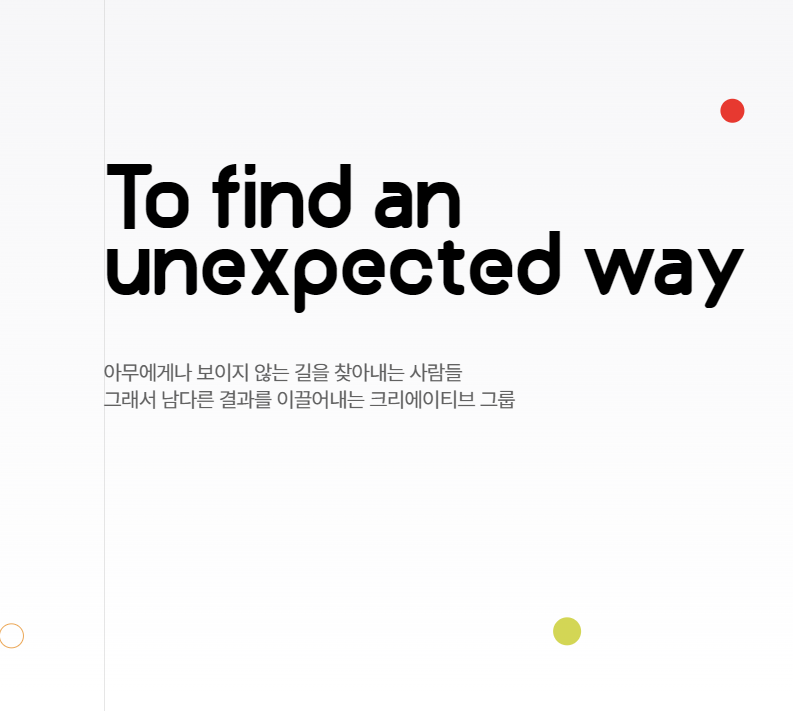 To find an
unexpected way
아무에게나 보이지 않는 길을 찾아내는 사람들
그래서 남다른 결과를 이끌어내는 크리에이티브 그룹